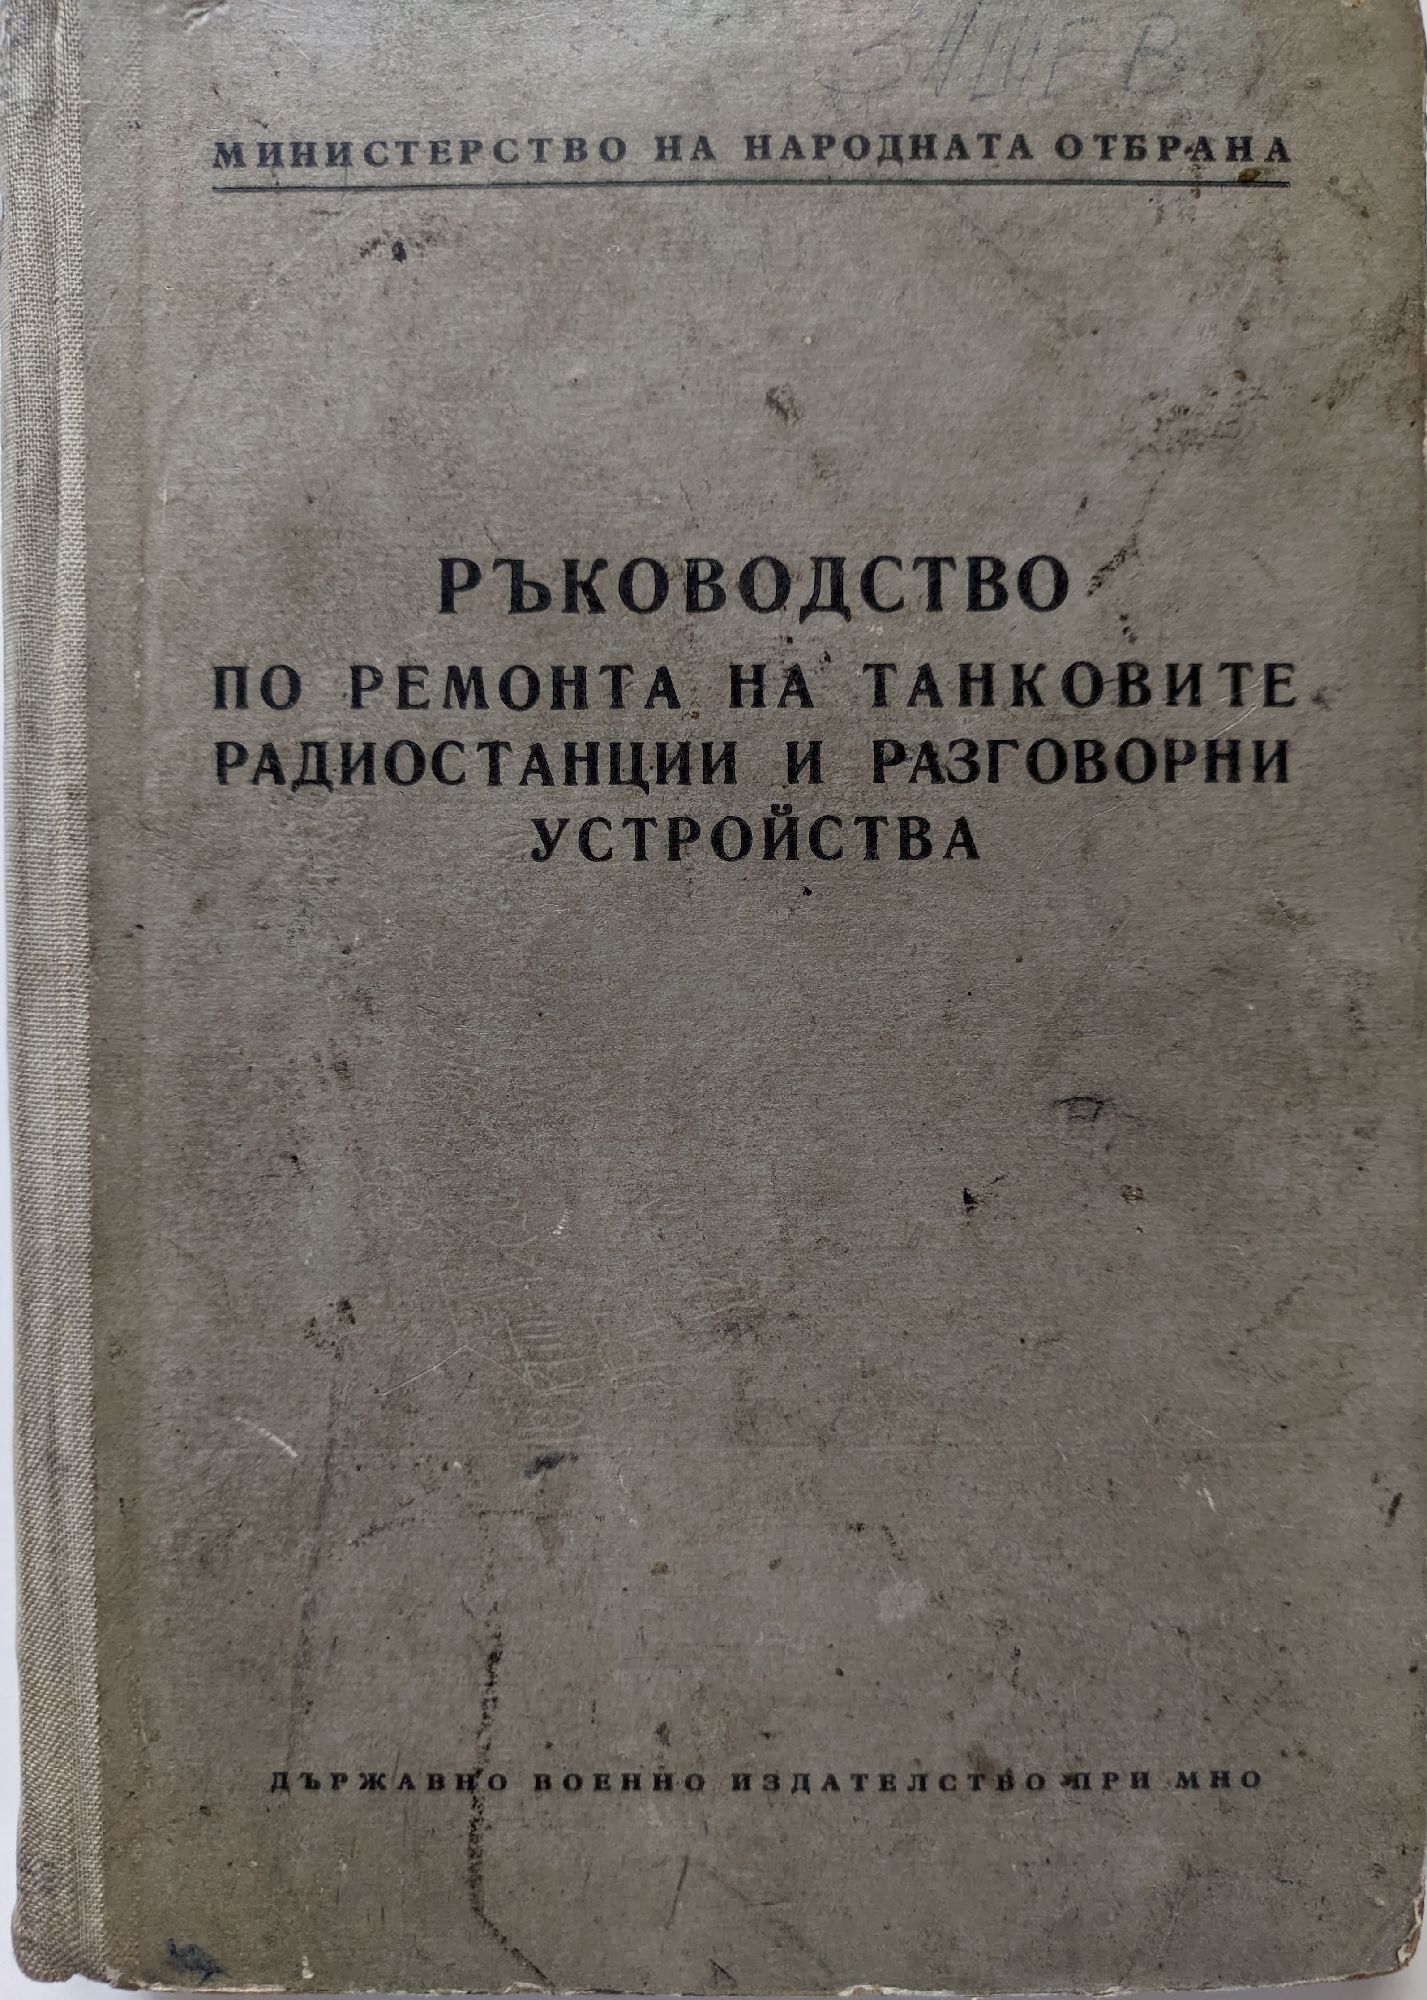 МИНИСТЕРСТВО НА НАРОДНАТА ОТБРАНА
РЪКОВОДСТВО
ПО РЕМОНТА НА ТАНКОВИТЕ
РАДИОСТАНЦИИ И РАЗГОВОРНИ
УСТРОЙСТВА
ДЪРЖАВНО ВОЕННО ИЗДАТЕЛСТВО ПРИ МНО